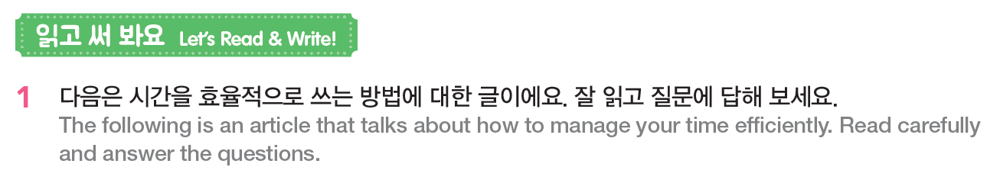 읽고 써 봐요 Let's Read & Write!
1 다음은 시간을 효율적으로 쓰는 방법에 대한 글이에요. 잘 읽고 질문에 답해 보세요.
The following is an article that talks about how to manage your time efficiently. Read carefully
and answer the questions.